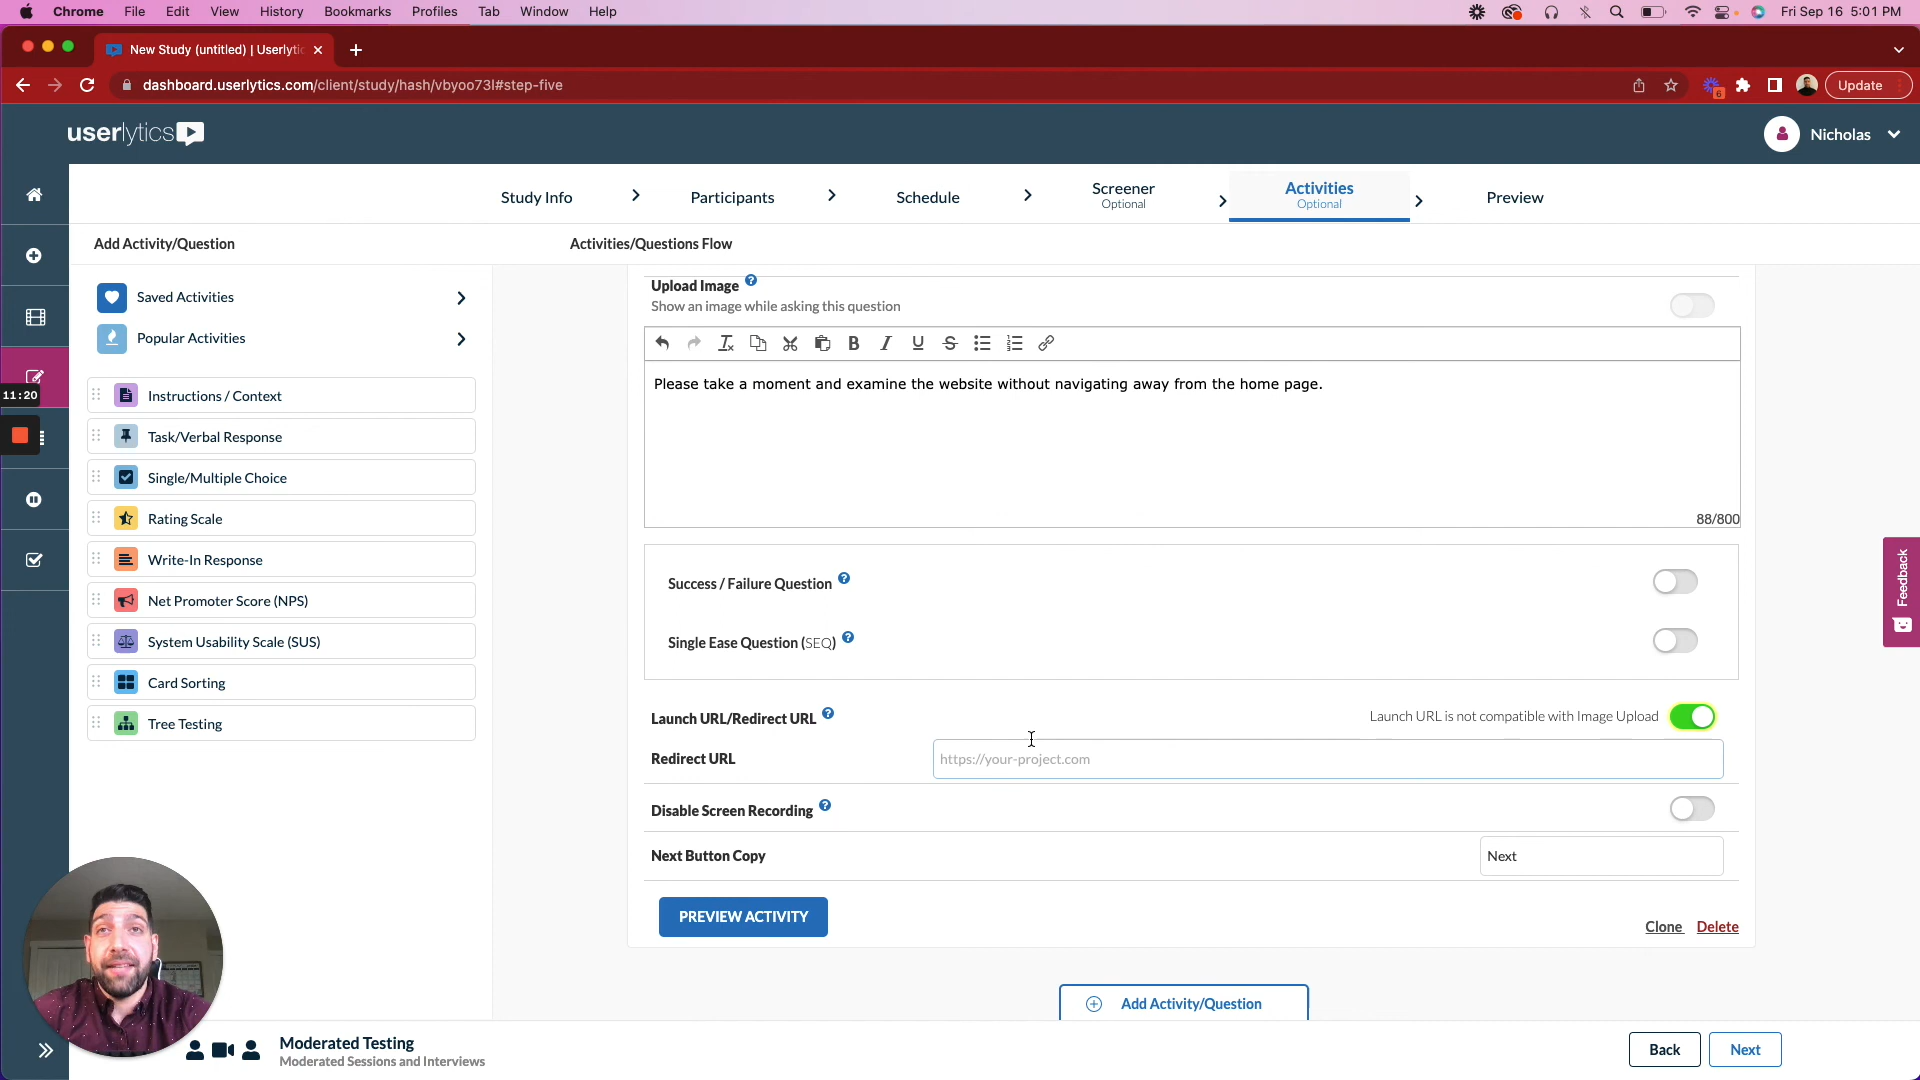 Chrome File Edit View History Bookmarks Profiles Tab Window Help Fri Sep 16 5:01 PM
New Study (untitled) | Userlytic
dashboard.userlytics.com/client/study/hash/vbyoo73l#step-five
6
Update
userlytics
Nicholas
Study Info
Participants
Schedule
Screener
Optional
Activities
Optional
Preview
Add Activity/Question
Activities/Questions Flow
Saved Activities
Popular Activities
11:20
Instructions / Context
Task/Verbal Response
Single/Multiple Choice
Rating Scale
Write-In Response
Net Promoter Score (NPS)
System Usability Scale (SUS)
Card Sorting
Tree Testing
Upload Image ?
Show an image while asking this question
Please take a moment and examine the website without navigating away from the home page.
88/800
Success / Failure Question ?
Single Ease Question (SEQ) ?
Launch URL/Redirect URL ?
Launch URL is not compatible with Image Upload
Redirect URL
https://your-project.com
Disable Screen Recording ?
Next Button Copy
Next
PREVIEW ACTIVITY
Clone Delete
Add Activity/Question
Feedback
Moderated Testing
Moderated Sessions and Interviews
Back
Next